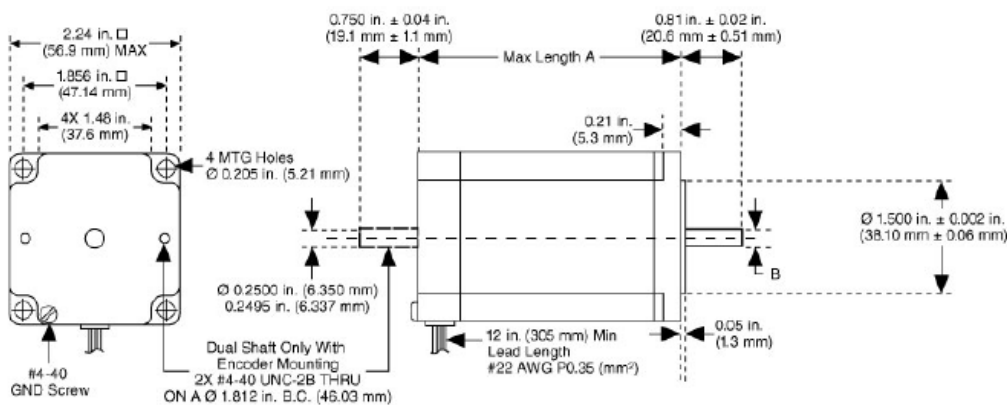 2.24 in. □
(56.9 mm) MAX
1.856 in. □
(47.14 mm)
4X 1.48 in.
(37.6 mm)
4 MTG Holes
Ø 0.205 in. (5.21 mm)
#4-40
GND Screw
0.750 in. ± 0.04 in.
(19.1 mm ± 1.1 mm)
Max Length A
0.81 in. ± 0.02 in.
(20.6 mm ± 0.51 mm)
0.21 in.
(5.3 mm)
Ø 1.500 in. ± 0.002 in.
(38.10 mm ± 0.06 mm)
B
Ø 0.2500 in. (6.350 mm)
0.2495 in. (6.337 mm)
Dual Shaft Only With
Encoder Mounting
2X #4-40 UNC-2B THRU
ON A Ø 1.812 in. B.C. (46.03 mm)
12 in. (305 mm) Min
Lead Length
#22 AWG P0.35 (mm²)
0.05 in.
(1.3 mm)